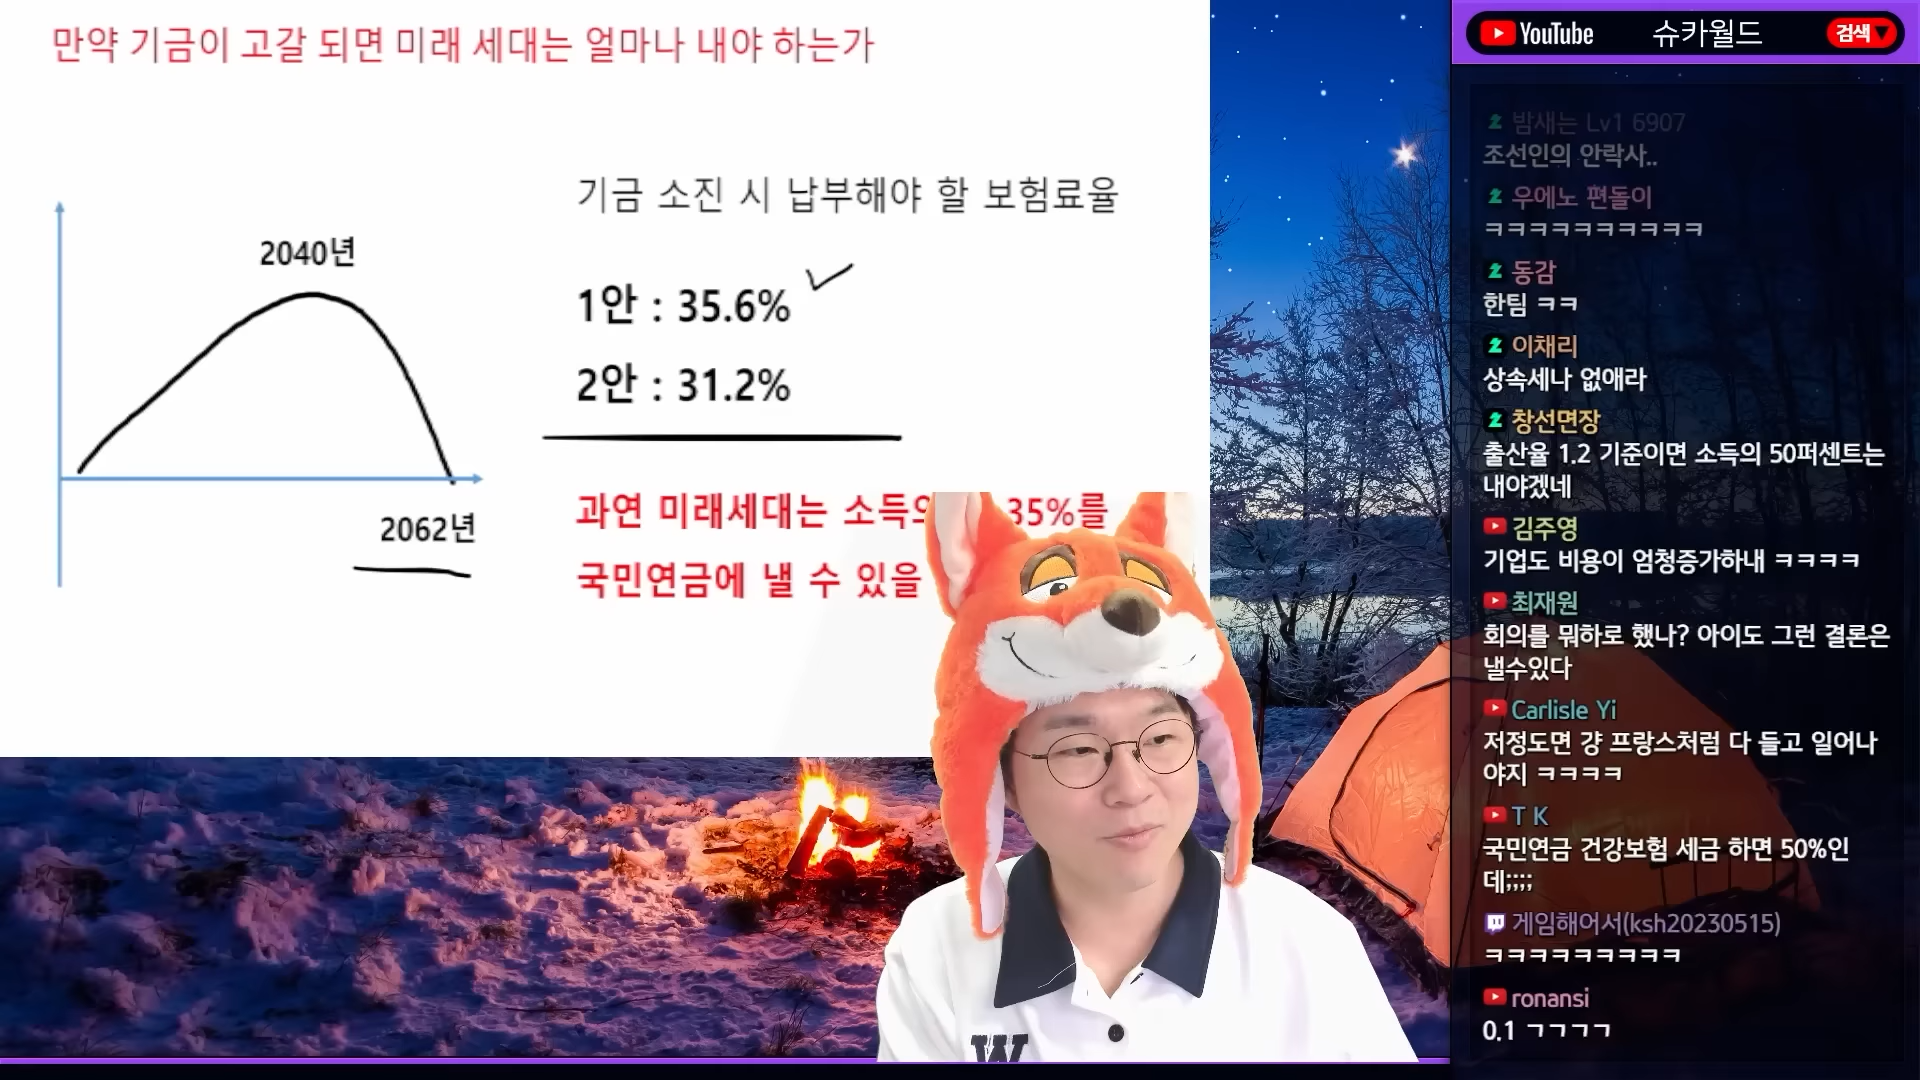 만약 기금이 고갈 되면 미래 세대는 얼마나 내야 하는가
2040년
2062년
기금 소진 시 납부해야 할 보험료율
1안 : 35.6%
2안 : 31.2%
과연 미래세대는 소득의 35%를
국민연금에 낼 수 있을
W
YouTube 슈카월드 검색
밤새는 Lv1 6907
조선인의 안락사..
우에노 편돌이
ㅋㅋㅋㅋㅋㅋㅋㅋㅋㅋ
동감
한팀 ㅋㅋ
이채리
상속세나 없애라
창선면장
출산율 1.2 기준이면 소득의 50퍼센트는
내야겠네
김주영
기업도 비용이 엄청증가하내 ㅋㅋㅋㅋ
최재원
회의를 뭐하로 했나? 아이도 그런 결론은
낼수있다
Carlisle Yi
저정도면 걍 프랑스처럼 다 들고 일어나
야지 ㅋㅋㅋㅋ
T K
국민연금 건강보험 세금 하면 50%인
데;;;;
게임해어서(ksh20230515)
ㅋㅋㅋㅋㅋㅋㅋㅋㅋ
ronansi
0.1 ㄱㄱㄱㄱ